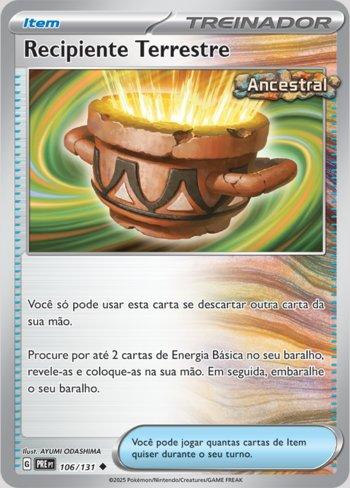 Item
TREINADOR
Recipiente Terrestre
Ancestral
Você só pode usar esta carta se descartar outra carta da
sua mão.
Procure por até 2 cartas de Energia Básica no seu baralho,
revele-as e coloque-as na sua mão. Em seguida, embaralhe
o seu baralho.
Ilust. AYUMI ODASHIMA
G PRE PT 106/131
Você pode jogar quantas cartas de Item
quiser durante o seu turno.
©2025 Pokémon/Nintendo/Creatures/GAME FREAK